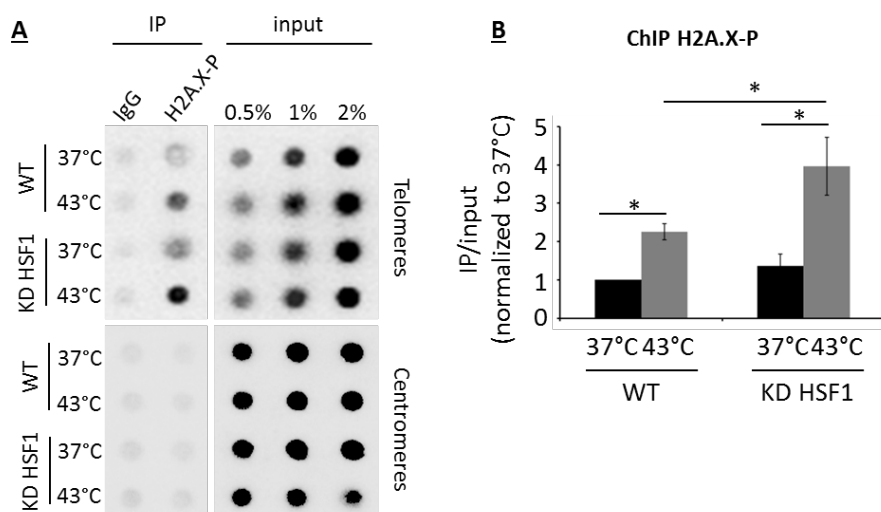 A
IP
input
IgG
H2A.X-P
0.5%
1%
2%
WT
37°C
43°C
KD HSF1
37°C
43°C
Telomeres
WT
37°C
43°C
KD HSF1
37°C
43°C
Centromeres
B
ChIP H2A.X-P
IP/input
(normalized to 37°C)
5
4
3
2
1
0
*
*
*
37°C 43°C
37°C 43°C
WT
KD HSF1